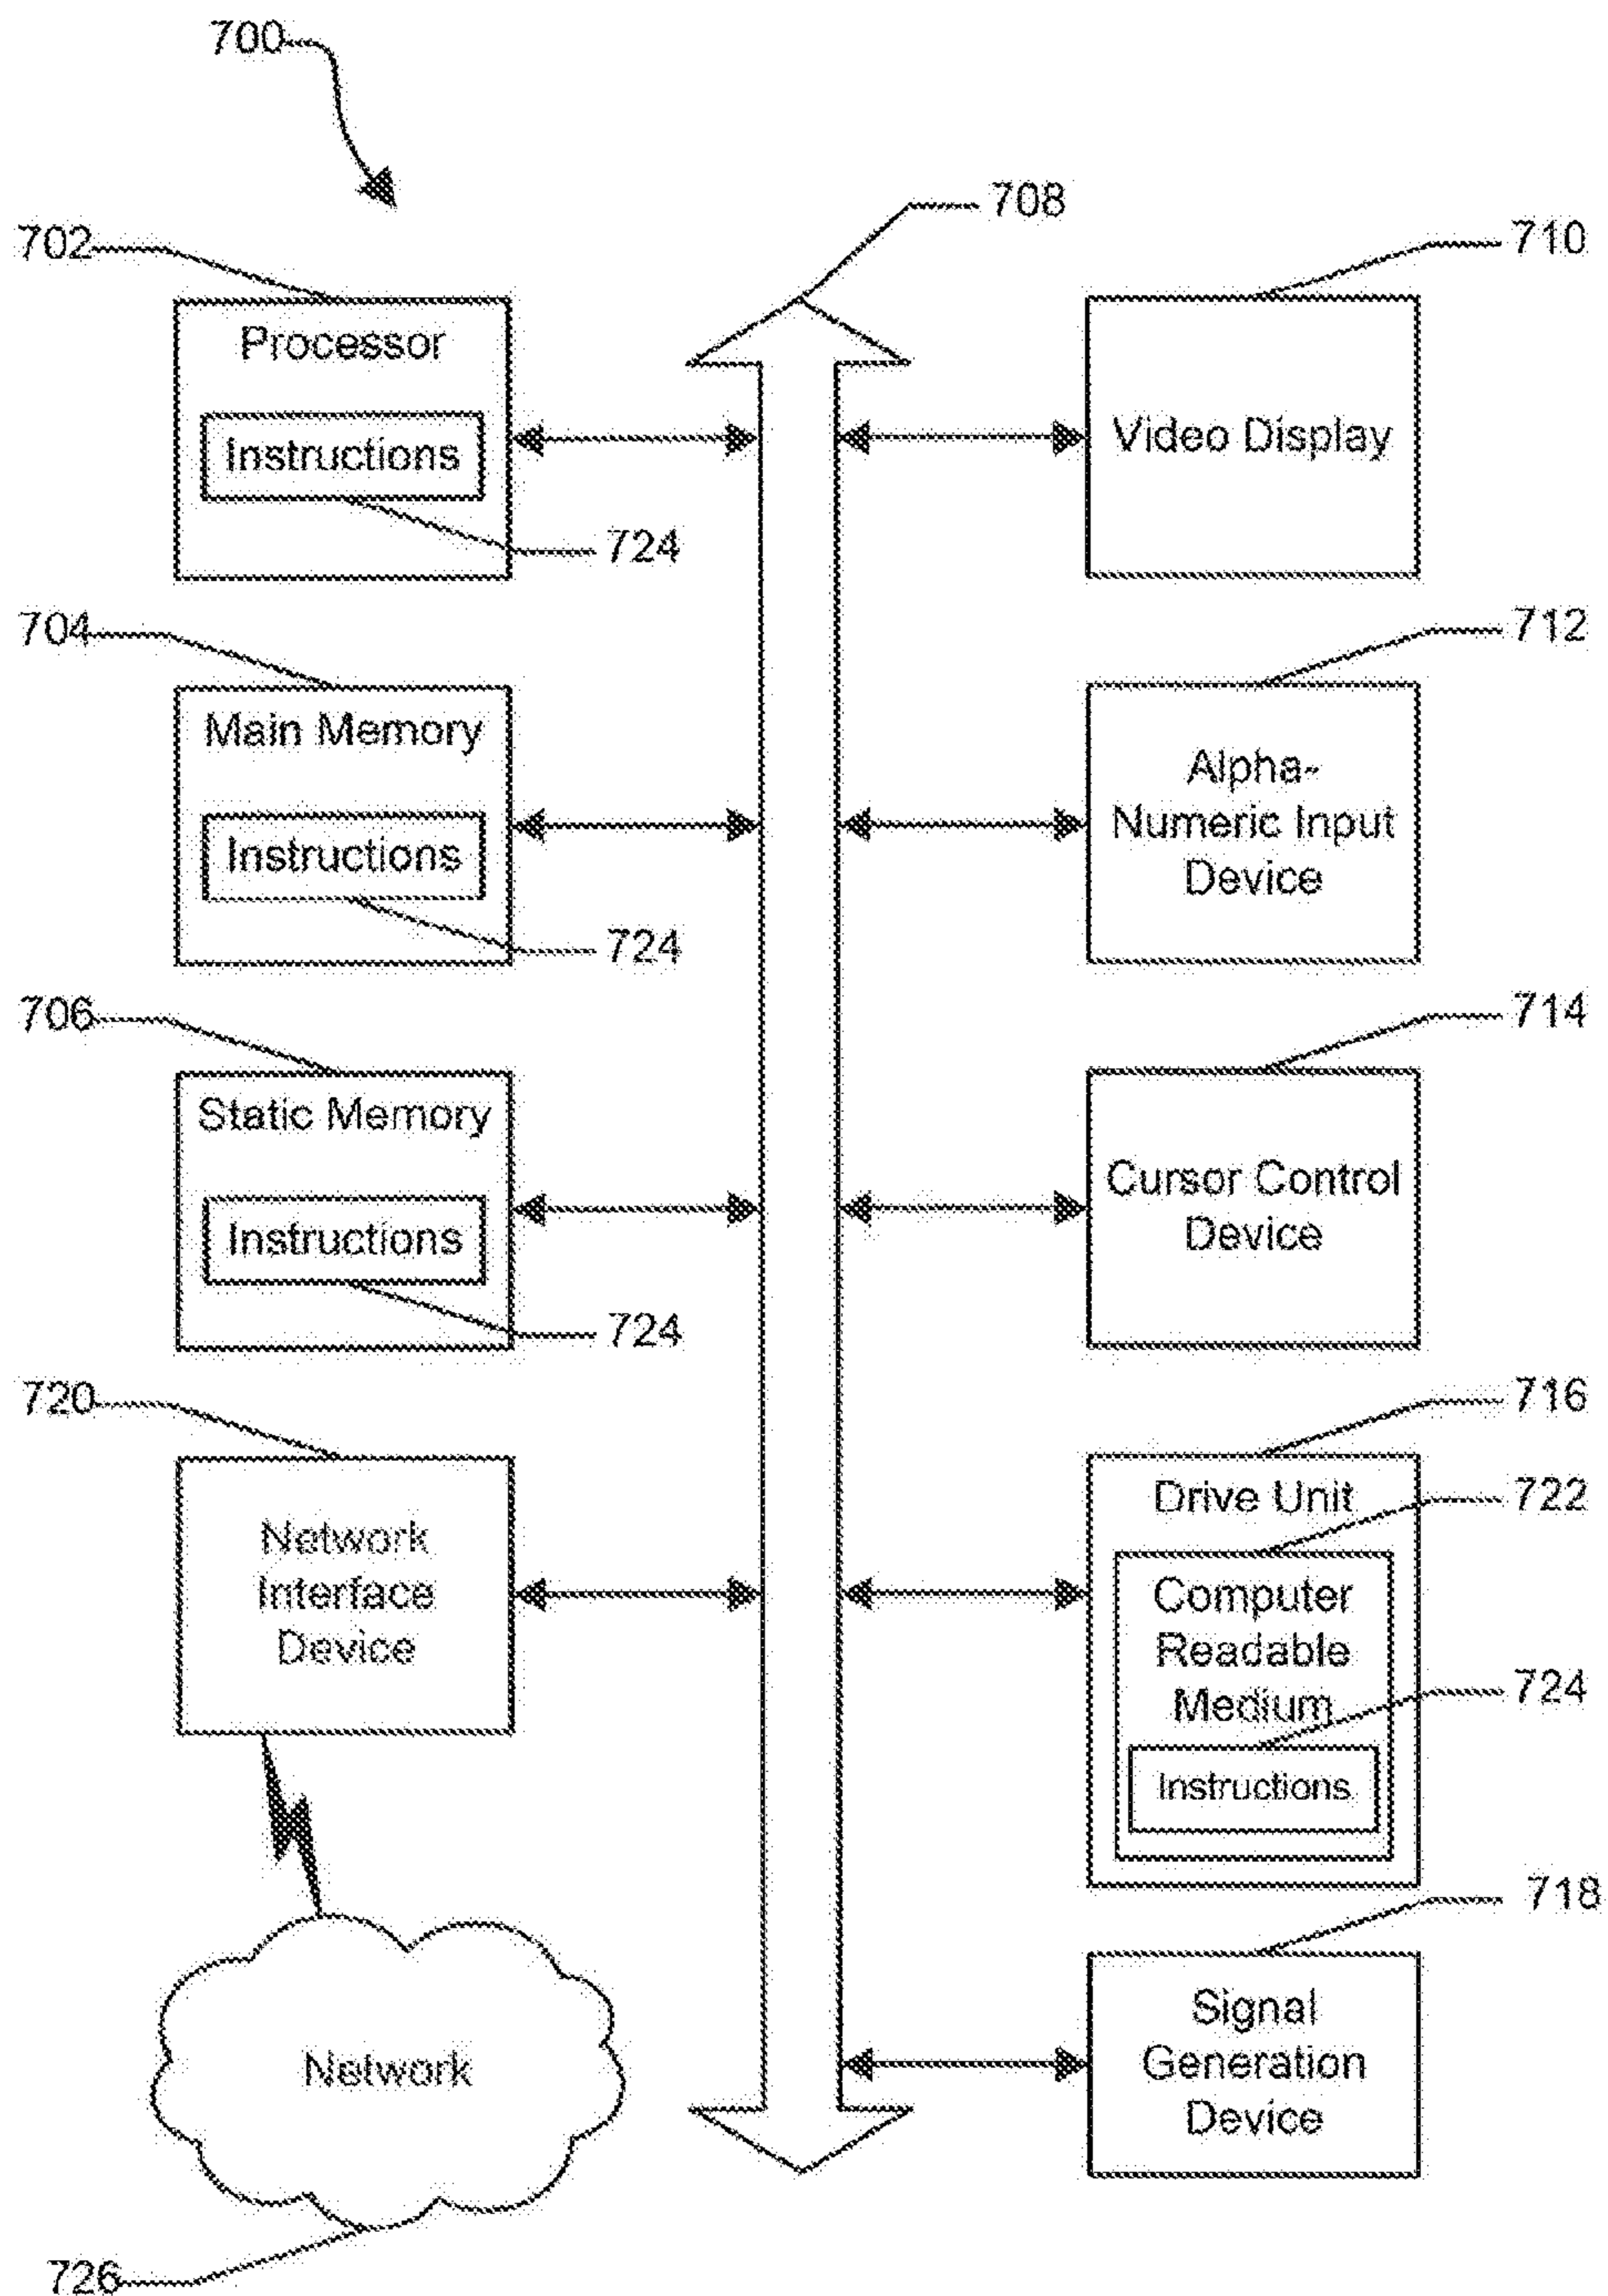 700
708
702
710
Processor
Instructions
724
Video Display
704
712
Main Memory
Instructions
724
Alpha-
Numeric Input
Device
706
714
Static Memory
Instructions
724
Cursor Control
Device
720
716
Network
Interface
Device
Drive Unit
722
Computer
Readable
Medium
724
Instructions
718
Network
Signal
Generation
Device
726